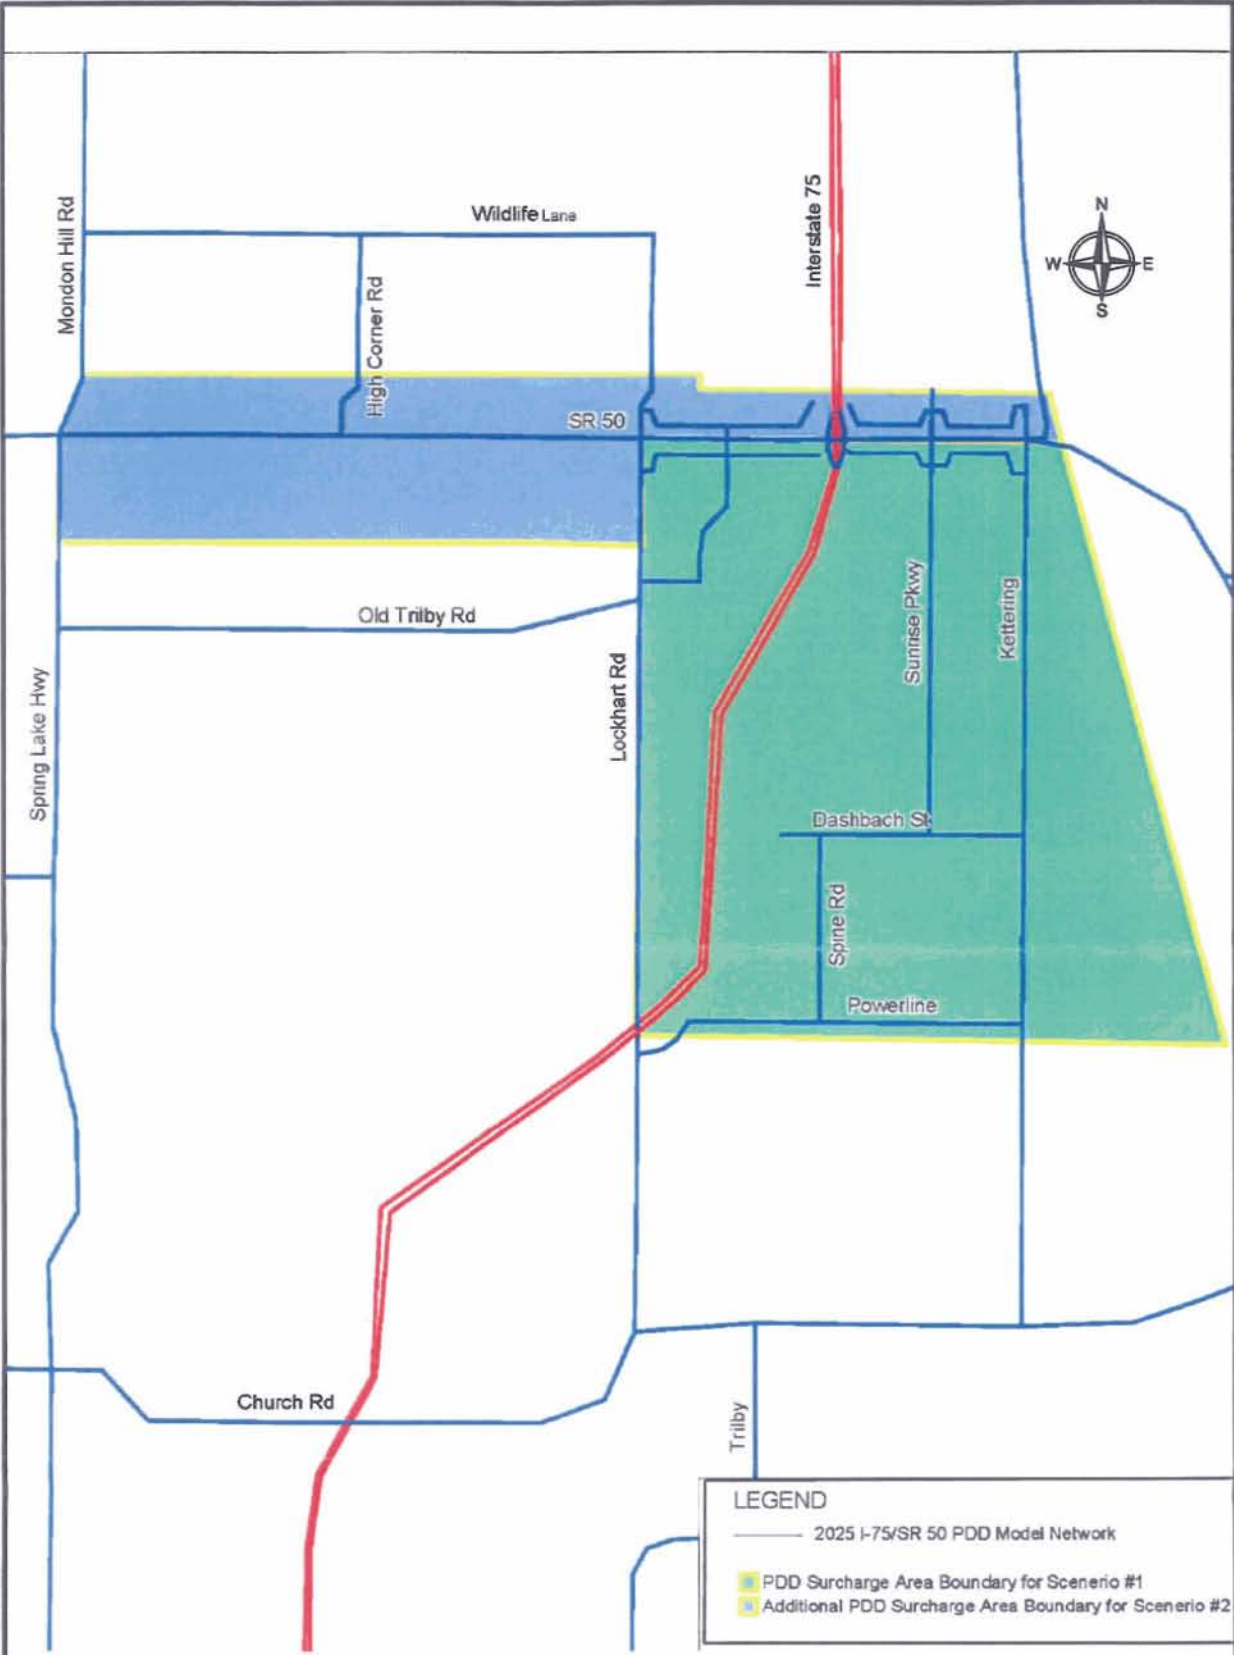 Mondon Hill Rd
Wildlife Lane
High Corner Rd
Interstate 75
N
W
E
S
SR 50
Old Trilby Rd
Spring Lake Hwy
Lockhart Rd
Sunrise Pkwy
Kettering
Dashbach St
Spine Rd
Powerline
Church Rd
Trilby
LEGEND
2025 I-75/SR 50 PDD Model Network
PDD Surcharge Area Boundary for Scenerio #1
Additional PDD Surcharge Area Boundary for Scenerio #2